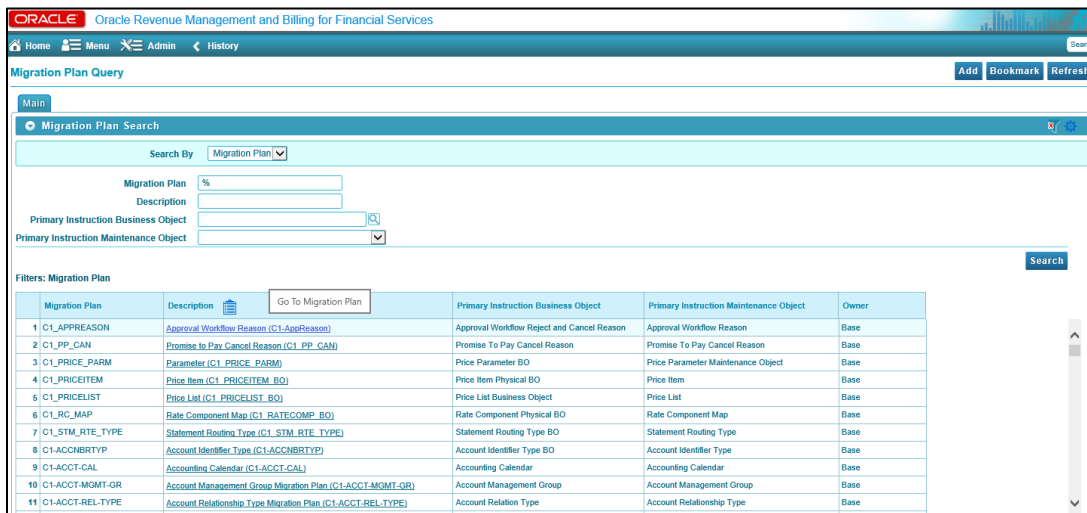 ORACLE Oracle Revenue Management and Billing for Financial Services
Home Menu Admin History
Migration Plan Query Add Bookmark Refresh
Main
Migration Plan Search
Search By Migration Plan
Migration Plan %
Description
Primary Instruction Business Object
Primary Instruction Maintenance Object
Search
Filters: Migration Plan
Migration Plan Description Go To Migration Plan Primary Instruction Business Object Primary Instruction Maintenance Object Owner
1 C1_APPREASON Approval Workflow Reason (C1-AppReason) Approval Workflow Reject and Cancel Reason Approval Workflow Reason Base
2 C1_PP_CAN Promise to Pay Cancel Reason (C1_PP_CAN) Promise To Pay Cancel Reason Promise To Pay Cancel Reason Base
3 C1_PRICE_PARM Parameter (C1_PRICE_PARM) Price Parameter BO Price Parameter Maintenance Object Base
4 C1_PRICEITEM Price Item (C1_PRICEITEM_BO) Price Item Physical BO Price Item Base
5 C1_PRICELIST Price List (C1_PRICELIST_BO) Price List Business Object Price List Base
6 C1_RC_MAP Rate Component Map (C1_RATECOMP_BO) Rate Component Physical BO Rate Component Map Base
7 C1_STM_RTE_TYPE Statement Routing Type (C1_STM_RTE_TYPE) Statement Routing Type BO Statement Routing Type Base
8 C1-ACCNBRTYP Account Identifier Type (C1-ACCNBRTYP) Account Identifier Type BO Account Identifier Type Base
9 C1-ACCT-CAL Accounting Calendar (C1-ACCT-CAL) Accounting Calendar Accounting Calendar Base
10 C1-ACCT-MGMT-GR Account Management Group Migration Plan (C1-ACCT-MGMT-GR) Account Management Group Account Management Group Base
11 C1-ACCT-REL-TYPE Account Relationship Type Migration Plan (C1-ACCT-REL-TYPE) Account Relation Type Account Relationship Type Base